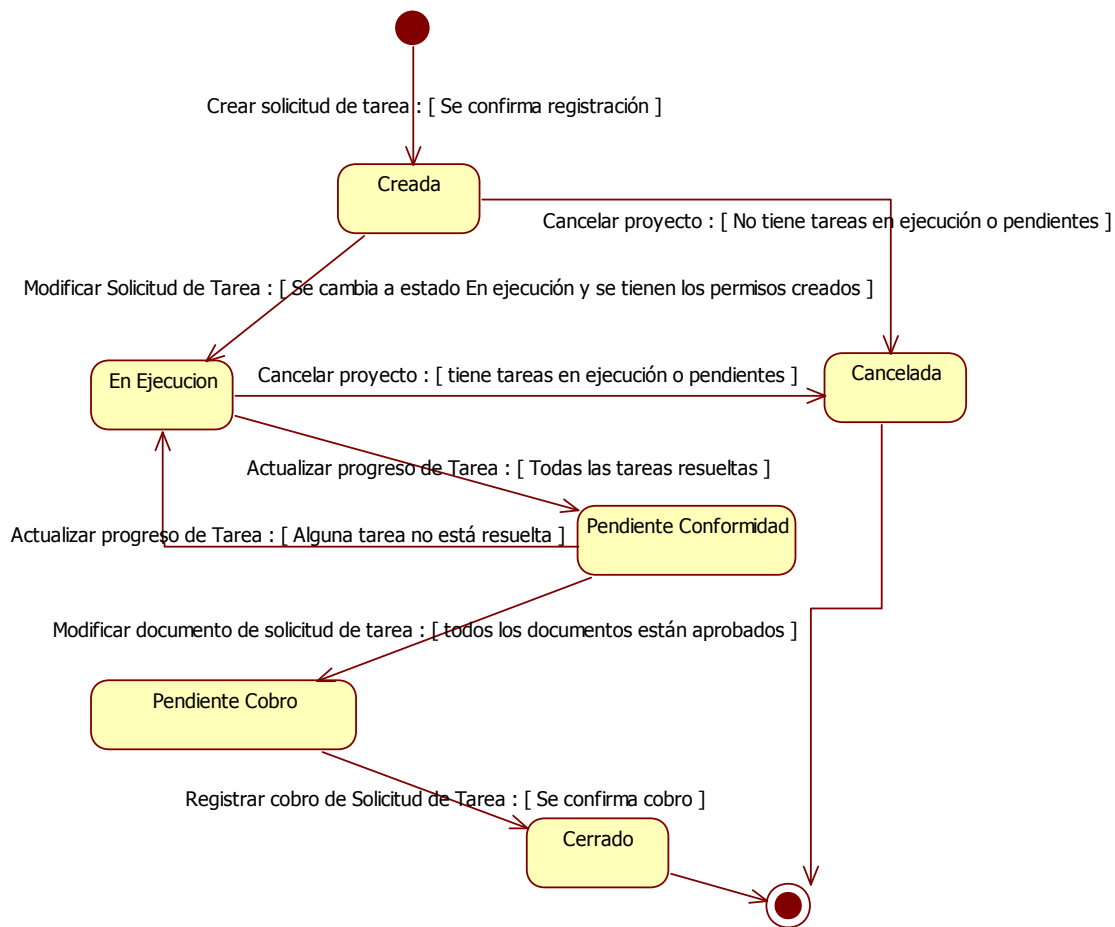 Crear solicitud de tarea : [ Se confirma registración ]
Creada
Cancelar proyecto : [ No tiene tareas en ejecución o pendientes ]
Modificar Solicitud de Tarea : [ Se cambia a estado En ejecución y se tienen los permisos creados ]
En Ejecucion
Cancelar proyecto : [ tiene tareas en ejecución o pendientes ]
Cancelada
Actualizar progreso de Tarea : [ Todas las tareas resueltas ]
Pendiente Conformidad
Actualizar progreso de Tarea : [ Alguna tarea no está resuelta ]
Modificar documento de solicitud de tarea : [ todos los documentos están aprobados ]
Pendiente Cobro
Registrar cobro de Solicitud de Tarea : [ Se confirma cobro ]
Cerrado